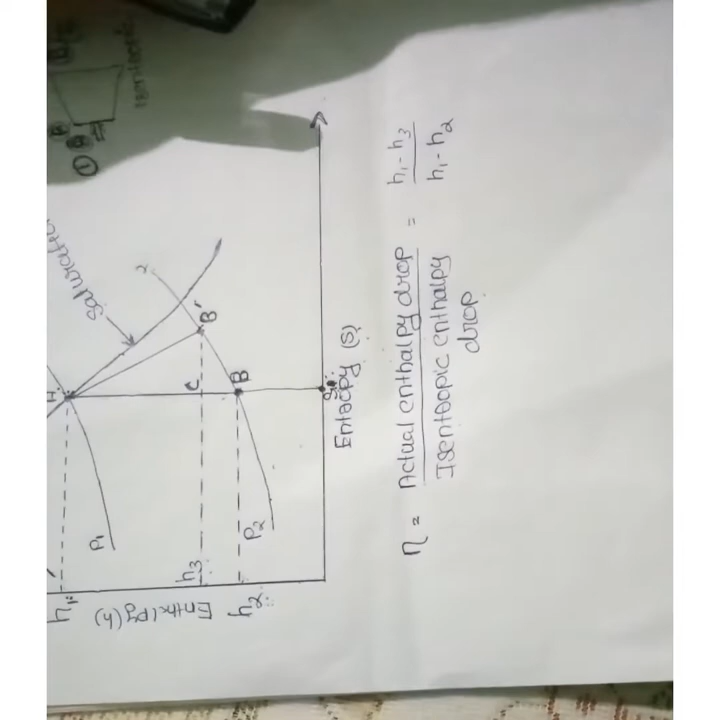 ①
Isentropic
Saturation
A
h₁
P₁
2
B'
C
h₃
B
P₂
h₂
Enthalpy (h)
Entropy (S)
η = Actual enthalpy drop / Isentropic enthalpy = h₁-h₃ / h₁-h₂
drop